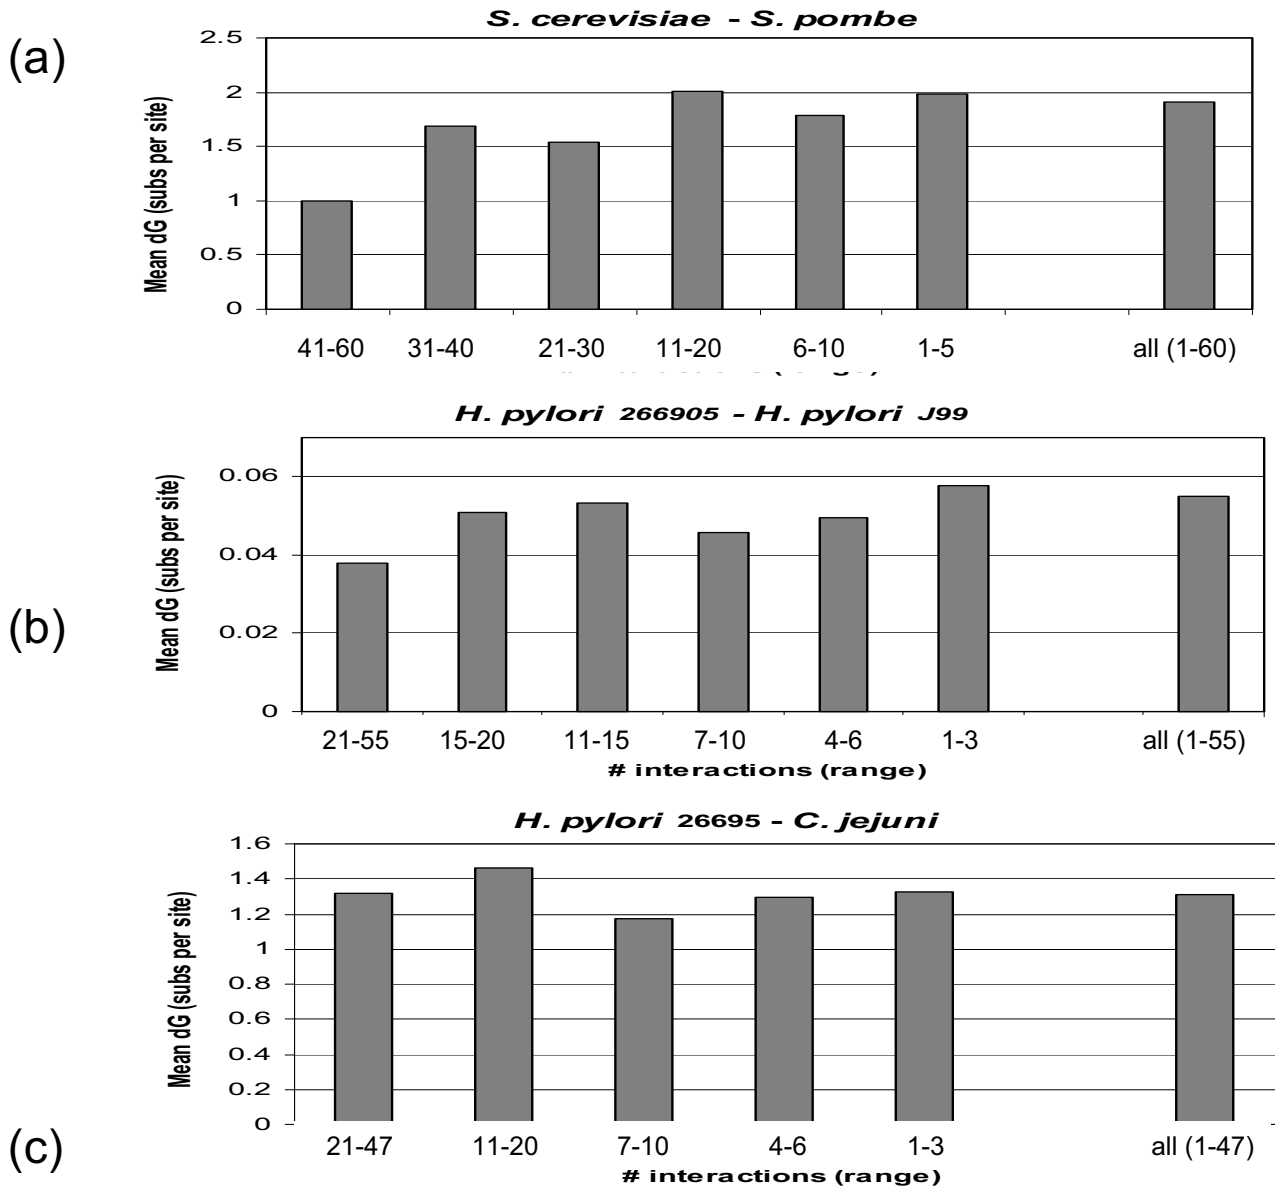 (a)
S. cerevisiae - S. pombe
Mean dG (subs per site)
2.5
2
1.5
1
0.5
0
41-60 31-40 21-30 11-20 6-10 1-5 all (1-60)
(b)
H. pylori 266905 - H. pylori J99
Mean dG (subs per site)
0.06
0.04
0.02
0
21-55 15-20 11-15 7-10 4-6 1-3 all (1-55)
# interactions (range)
(c)
H. pylori 26695 - C. jejuni
Mean dG (subs per site)
1.6
1.4
1.2
1
0.8
0.6
0.4
0.2
0
21-47 11-20 7-10 4-6 1-3 all (1-47)
# interactions (range)